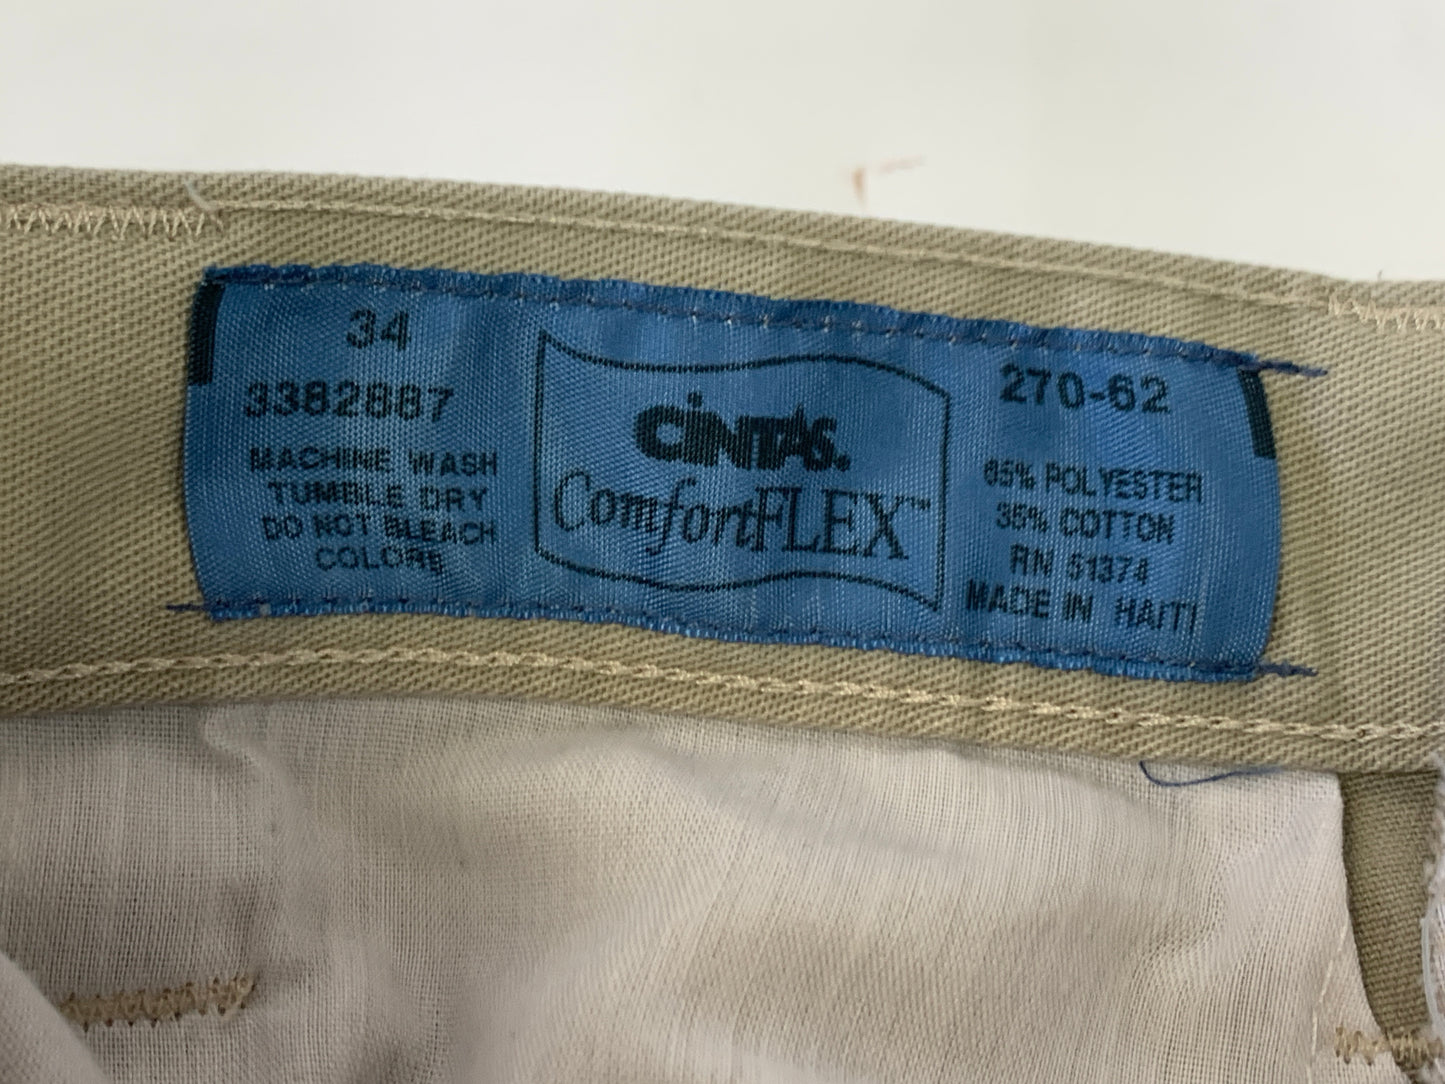 34
3382887
MACHINE WASH
TUMBLE DRY
DO NOT BLEACH
COLORS
CINTAS.
ComfortFLEX™
270-62
65% POLYESTER
35% COTTON
RN 51374
MADE IN HAITI